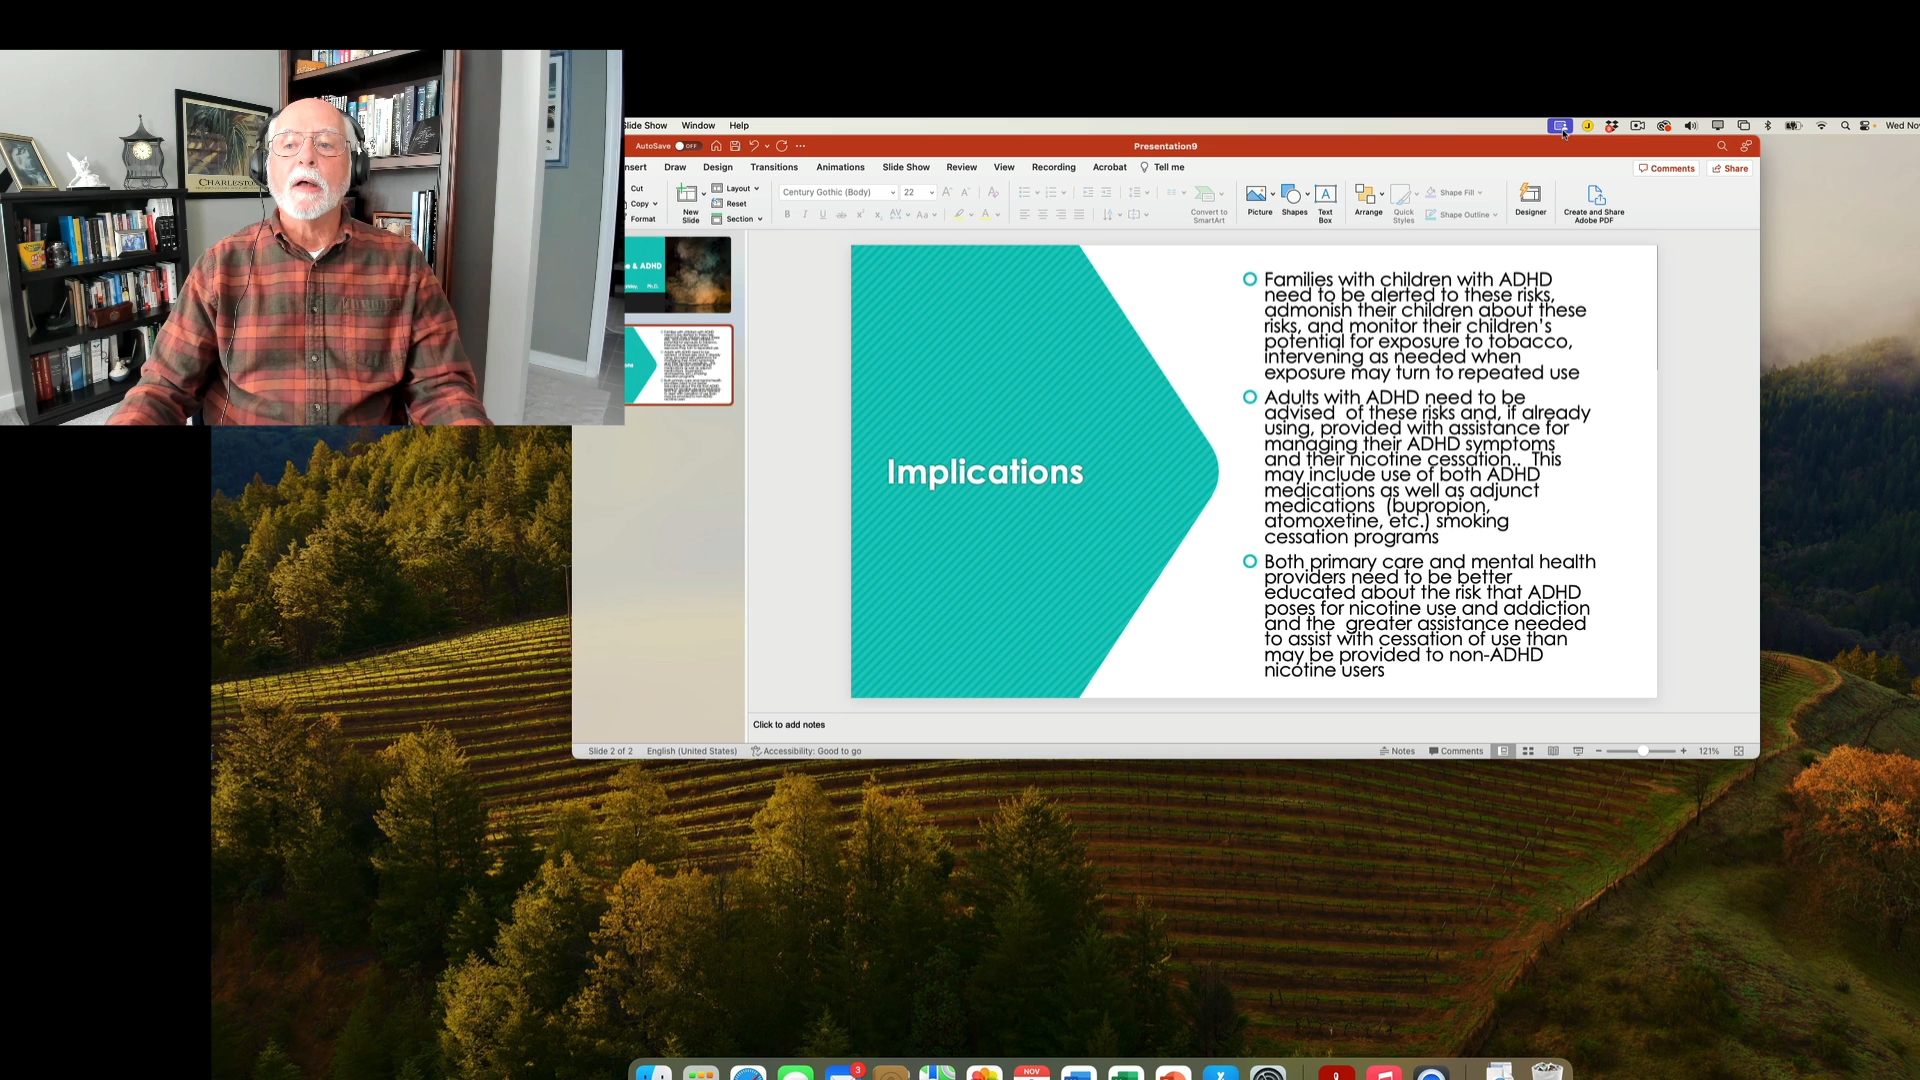 CHARLESTON
Slide Show Window Help
Wed Nov
AutoSave OFF
Presentation9
Insert Draw Design Transitions Animations Slide Show Review View Recording Acrobat Tell me
Comments Share
Cut
Copy
Format
New
Slide
Layout
Reset
Section
Century Gothic (Body) 22
Convert to
SmartArt
Picture
Shapes
Text
Box
Arrange
Quick
Styles
Shape Fill
Shape Outline
Designer
Create and Share
Adobe PDF
& ADHD
Ph.D.
Implications
Families with children with ADHD
need to be alerted to these risks,
admonish their children about these
risks, and monitor their children's
potential for exposure to tobacco,
intervening as needed when
exposure may turn to repeated use
Adults with ADHD need to be
advised  of these risks and, if already
using, provided with assistance for
managing their ADHD symptoms
and their nicotine cessation..  This
may include use of both ADHD
medications as well as adjunct
medications  (bupropion,
atomoxetine, etc.) smoking
cessation programs
Both primary care and mental health
providers need to be better
educated about the risk that ADHD
poses for nicotine use and addiction
and the  greater assistance needed
to assist with cessation of use than
may be provided to non-ADHD
nicotine users
Click to add notes
Slide 2 of 2 English (United States) Accessibility: Good to go
Notes Comments 121%
3
NOV